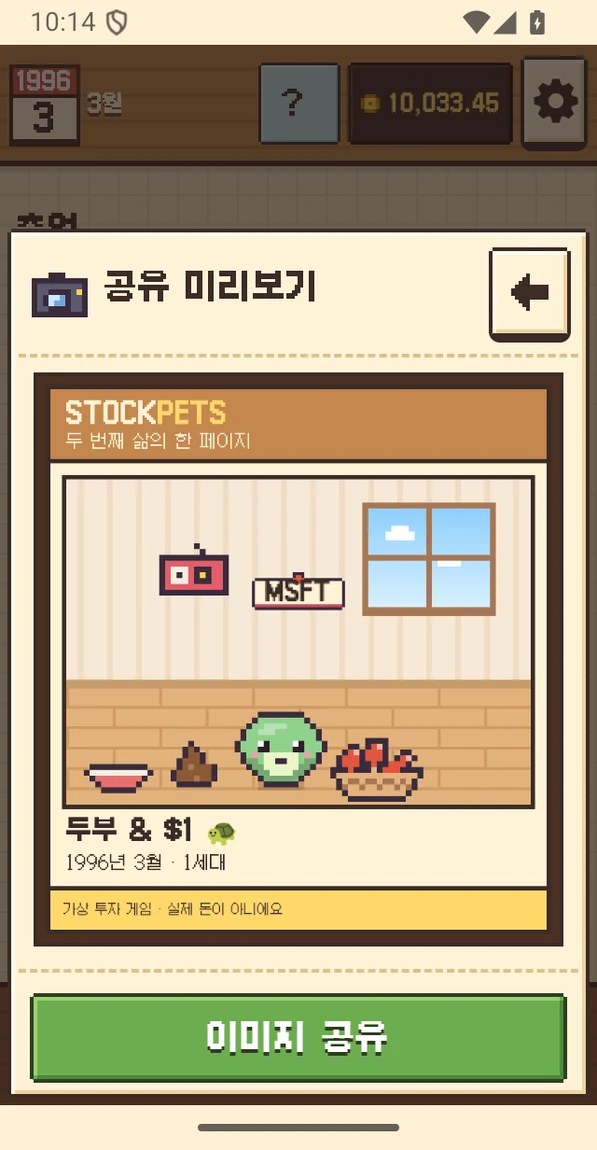 10:14
1996
3
3월
?
10,033.45
추억
공유 미리보기
STOCKPETS
두 번째 삶의 한 페이지
MSFT
두부 & $1 🐢
1996년 3월 · 1세대
가상 투자 게임 · 실제 돈이 아니에요
이미지 공유